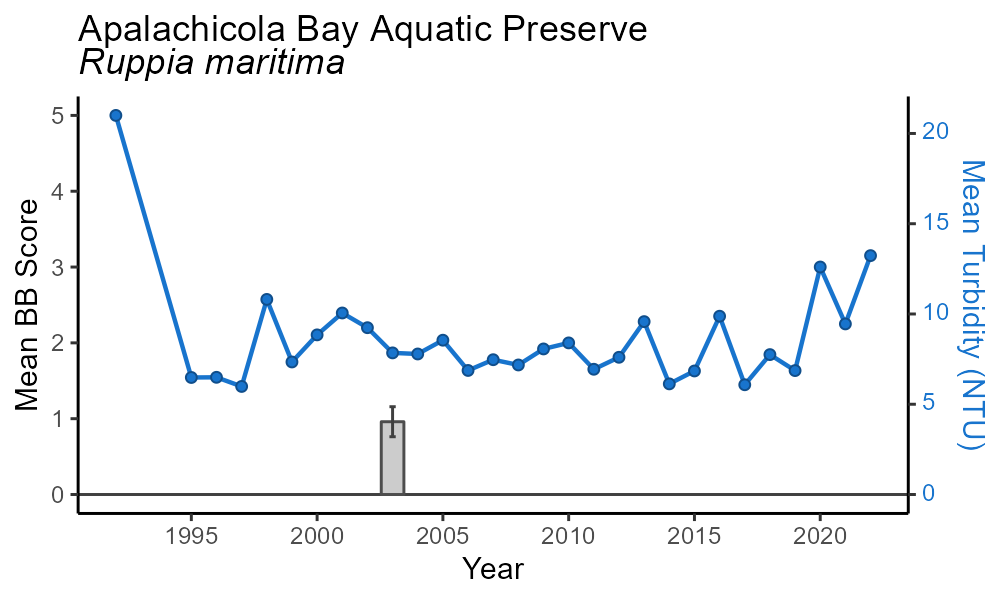 Apalachicola Bay Aquatic Preserve
Ruppia maritima
5
4
3
2
1
0
Mean BB Score
20
15
10
5
0
Mean Turbidity (NTU)
1995 2000 2005 2010 2015 2020
Year